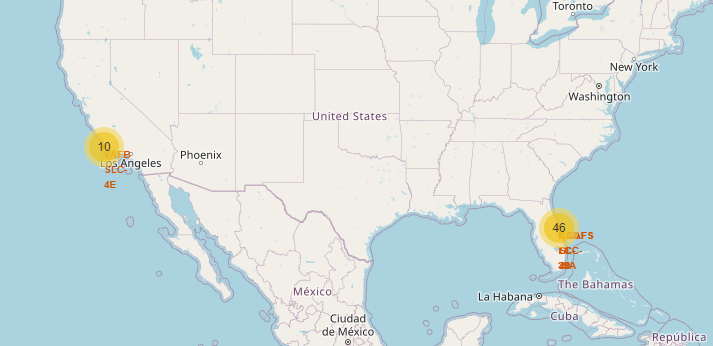 Toronto
New York
Washington
United States
10
Los Angeles
Phoenix
SLC-
4E
46
México
The Bahamas
La Habana
Cuba
Ciudad
de México
República